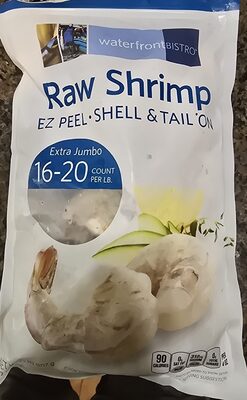 waterfrontBISTRO
Raw Shrimp
EZ PEEL • SHELL & TAIL ON
Extra Jumbo
16-20 COUNT
PER LB.
90
CALORIES